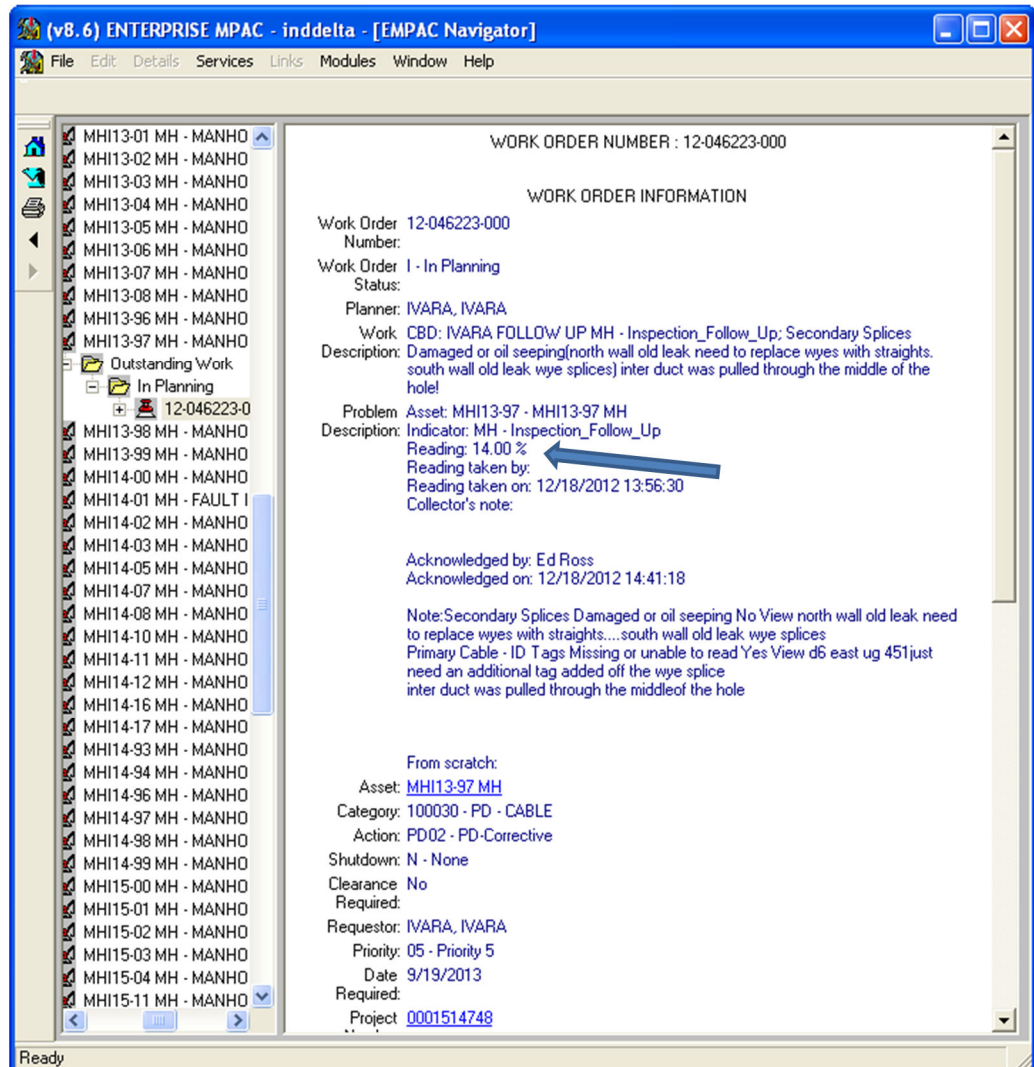 (v8.6) ENTERPRISE MPAC - inddelta - [EMPAC Navigator]
File Edit Details Services Links Modules Window Help
MHI13-01 MH - MANHO
MHI13-02 MH - MANHO
MHI13-03 MH - MANHO
MHI13-04 MH - MANHO
MHI13-05 MH - MANHO
MHI13-06 MH - MANHO
MHI13-07 MH - MANHO
MHI13-08 MH - MANHO
MHI13-96 MH - MANHO
MHI13-97 MH - MANHO
Outstanding Work
In Planning
12-046223-0
MHI13-98 MH - MANHO
MHI13-99 MH - MANHO
MHI14-00 MH - MANHO
MHI14-01 MH - FAULT I
MHI14-02 MH - MANHO
MHI14-03 MH - MANHO
MHI14-05 MH - MANHO
MHI14-07 MH - MANHO
MHI14-08 MH - MANHO
MHI14-10 MH - MANHO
MHI14-11 MH - MANHO
MHI14-12 MH - MANHO
MHI14-16 MH - MANHO
MHI14-17 MH - MANHO
MHI14-93 MH - MANHO
MHI14-94 MH - MANHO
MHI14-96 MH - MANHO
MHI14-97 MH - MANHO
MHI14-98 MH - MANHO
MHI14-99 MH - MANHO
MHI15-00 MH - MANHO
MHI15-01 MH - MANHO
MHI15-02 MH - MANHO
MHI15-03 MH - MANHO
MHI15-04 MH - MANHO
MHI15-11 MH - MANHO
WORK ORDER NUMBER : 12-046223-000
WORK ORDER INFORMATION
Work Order Number: 12-046223-000
Work Order Status: I - In Planning
Planner: IVARA, IVARA
Work Description: CBD: IVARA FOLLOW UP MH - Inspection_Follow_Up; Secondary Splices
Damaged or oil seeping(north wall old leak need to replace wyes with straights.
south wall old leak wye splices) inter duct was pulled through the middle of the
hole!
Problem Description: Asset: MHI13-97 - MHI13-97 MH
Indicator: MH - Inspection_Follow_Up
Reading: 14.00 %
Reading taken by:
Reading taken on: 12/18/2012 13:56:30
Collector's note:
Acknowledged by: Ed Ross
Acknowledged on: 12/18/2012 14:41:18
Note:Secondary Splices Damaged or oil seeping No View north wall old leak need
to replace wyes with straights....south wall old leak wye splices
Primary Cable - ID Tags Missing or unable to read Yes View d6 east ug 451just
need an additional tag added off the wye splice
inter duct was pulled through the middleof the hole
From scratch:
Asset: MHI13-97 MH
Category: 100030 - PD - CABLE
Action: PD02 - PD-Corrective
Shutdown: N - None
Clearance Required: No
Requestor: IVARA, IVARA
Priority: 05 - Priority 5
Date Required: 9/19/2013
Project 0001514748
Ready